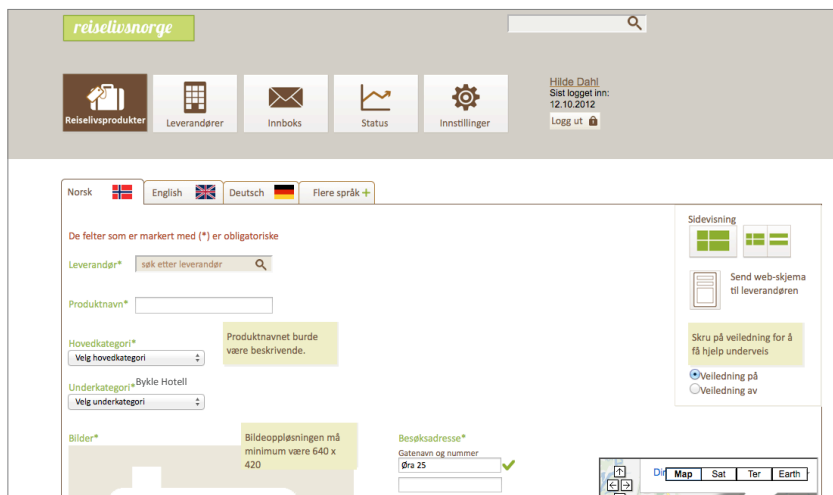 reiselivsnorge
Reiselivsprodukter
Leverandører
Innboks
Status
Innstillinger
Hilde Dahl
Sist logget inn:
12.10.2012
Logg ut
Norsk
English
Deutsch
Flere språk +
De felter som er markert med (*) er obligatoriske
Leverandør*
søk etter leverandør
Produktnavn*
Hovedkategori*
Velg hovedkategori
Produktnavnet burde
være beskrivende.
Underkategori*
Bykle Hotell
Velg underkategori
Bilder*
Bildeoppløsningen må
minimum være 640 x
420
Besøksadresse*
Gatenavn og nummer
Øra 25
Sidevisning
Send web-skjema
til leverandøren
Skru på veiledning for å
få hjelp underveis
Veiledning på
Veiledning av
Map
Sat
Ter
Earth